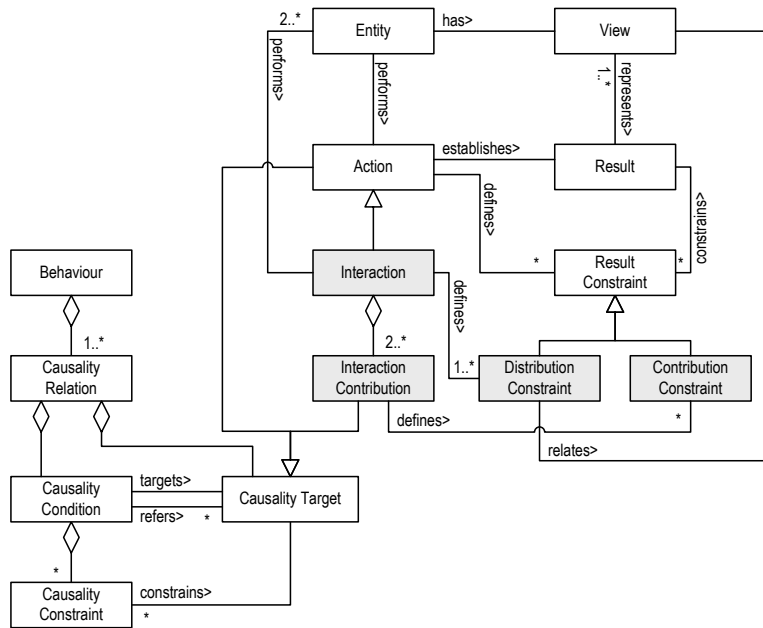 2..*
Entity
has>
View
performs>
performs>
1..*
represents>
Action
establishes>
Result
defines>
constrains>
Behaviour
Interaction
*
Result
Constraint
*
defines>
1..*
2..*
Causality
Relation
Interaction
Contribution
1..*
Distribution
Constraint
Contribution
Constraint
defines>
*
relates>
Causality
Condition
targets>
refers>
*
Causality Target
*
Causality
Constraint
constrains>
*